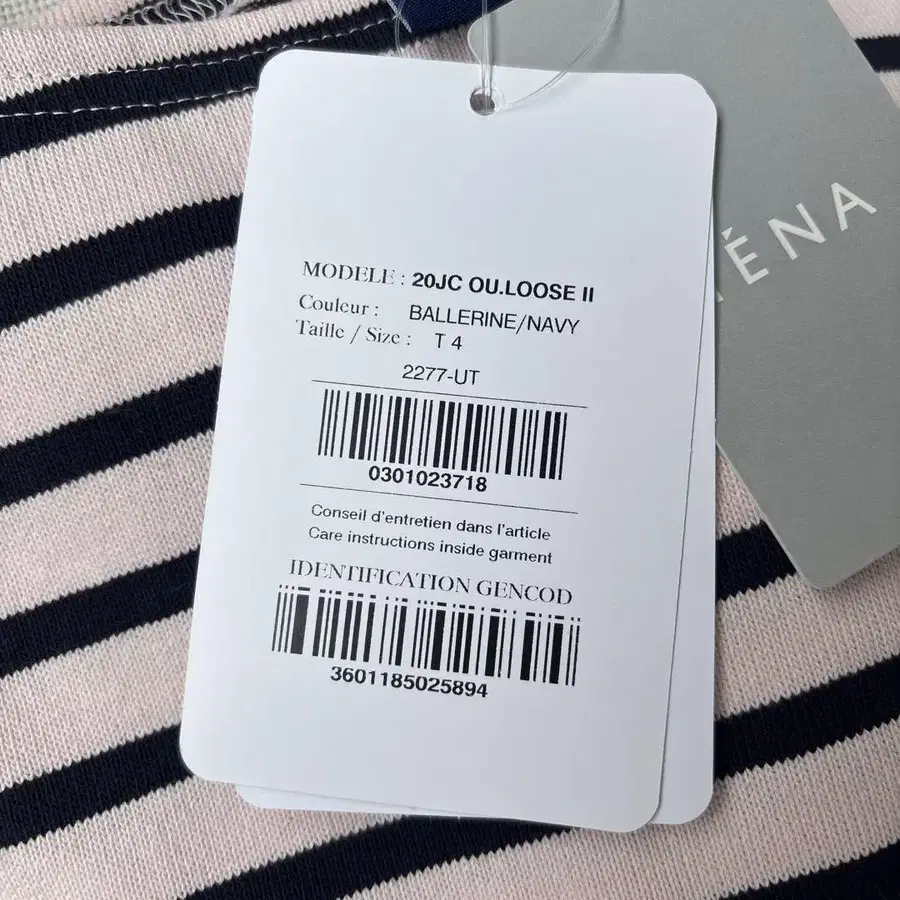 MODELE : 20JC OU.LOOSE II
Couleur : BALLERINE/NAVY
Taille / Size : T 4
2277-UT
0301023718
Conseil d'entretien dans l'article
Care instructions inside garment
IDENTIFICATION GENCOD
3601185025894
ÉNA